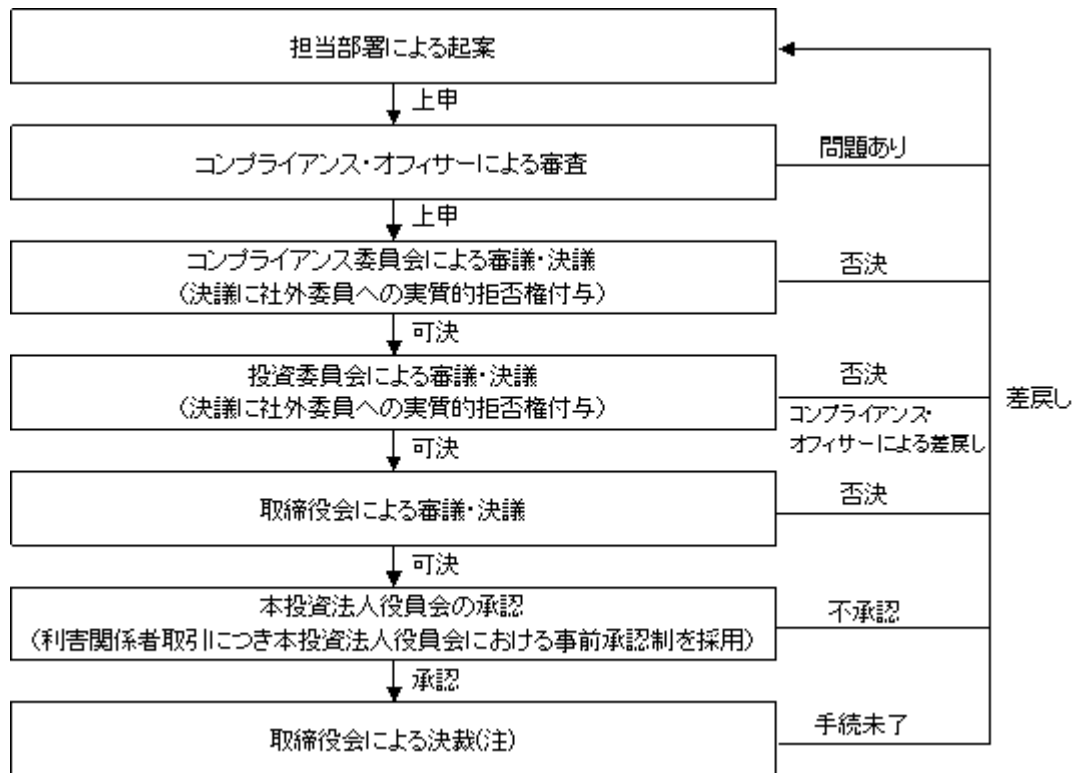 担当部署による起案
上申
コンプライアンス・オフィサーによる審査
問題あり
上申
コンプライアンス委員会による審議・決議
(決議に社外委員への実質的拒否権付与)
否決
可決
投資委員会による審議・決議
(決議に社外委員への実質的拒否権付与)
否決
コンプライアンス・
オフィサーによる差戻し
差戻し
可決
取締役会による審議・決議
否決
可決
本投資法人役員会の承認
(利害関係者取引につき本投資法人役員会における事前承認制を採用)
不承認
承認
取締役会による決裁(注)
手続未了